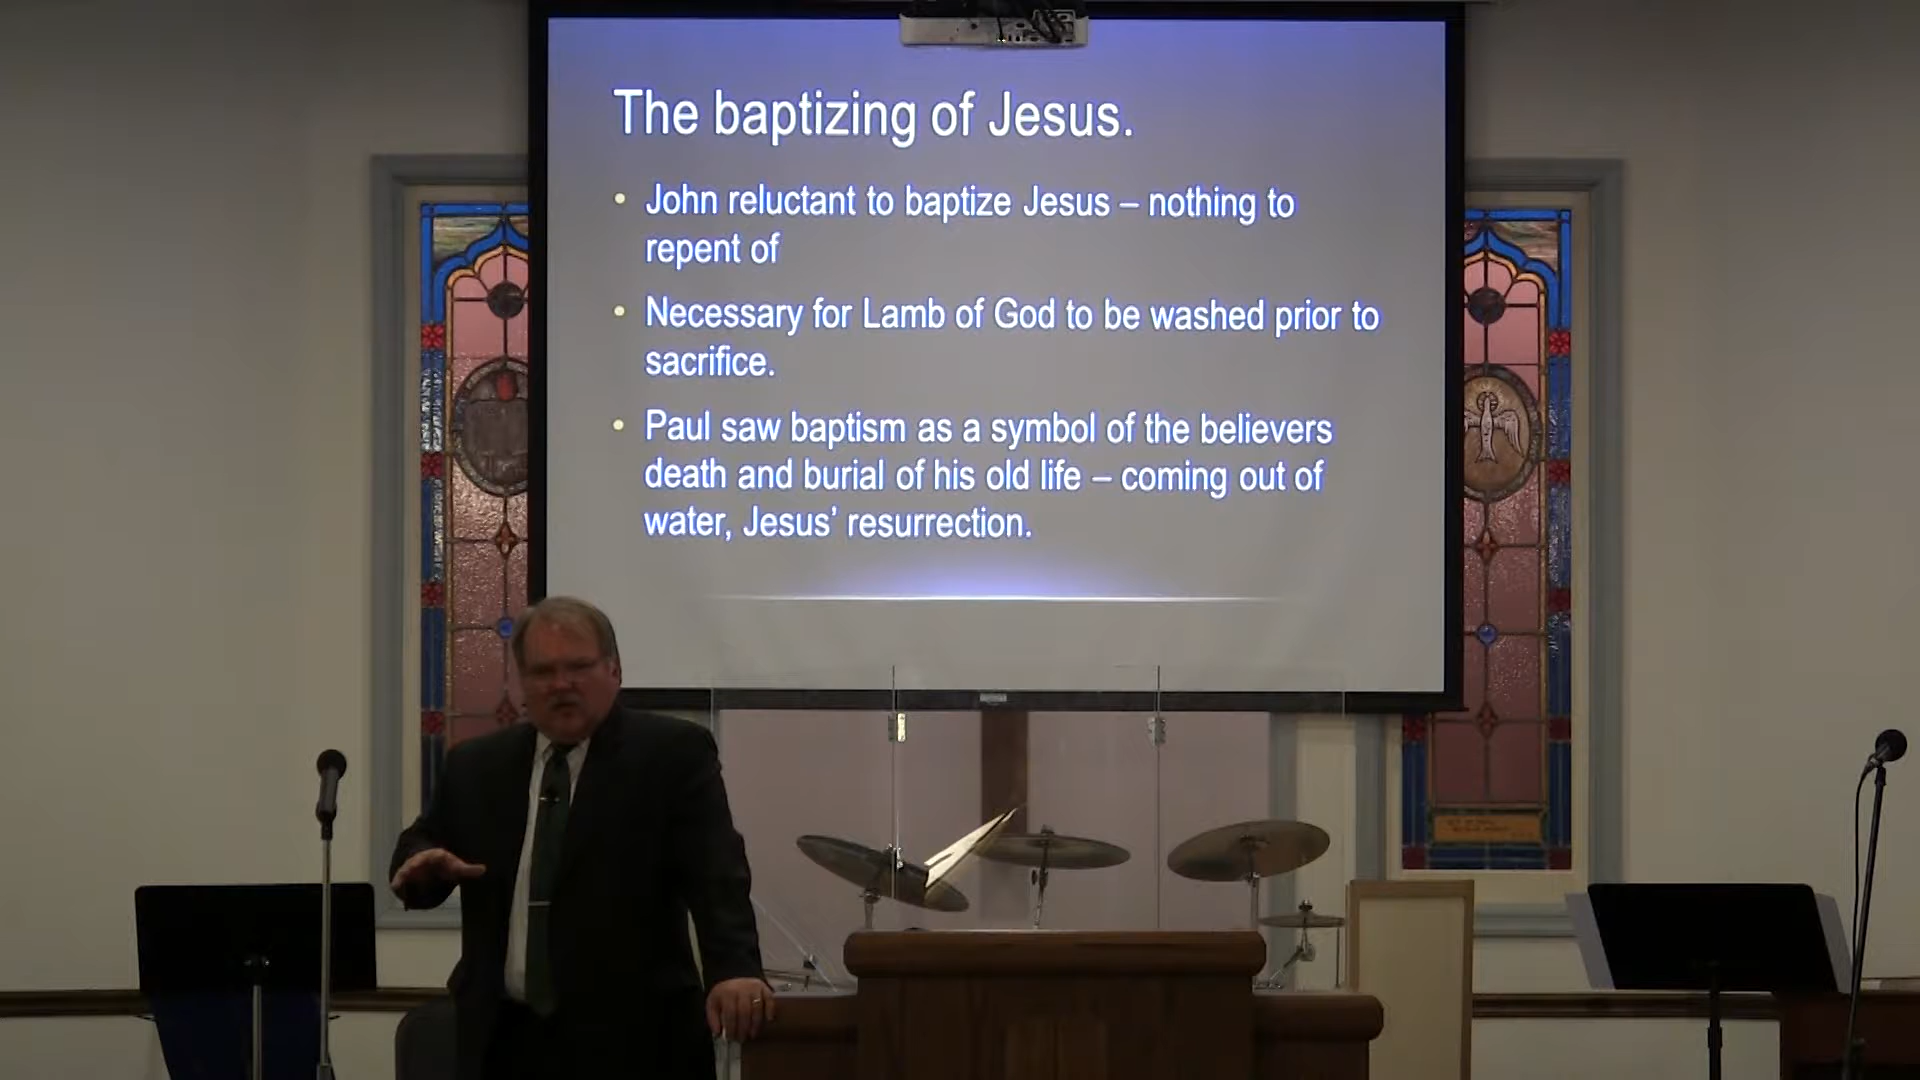 The baptizing of Jesus.
• John reluctant to baptize Jesus – nothing to
repent of
• Necessary for Lamb of God to be washed prior to
sacrifice.
• Paul saw baptism as a symbol of the believers
death and burial of his old life – coming out of
water, Jesus’ resurrection.